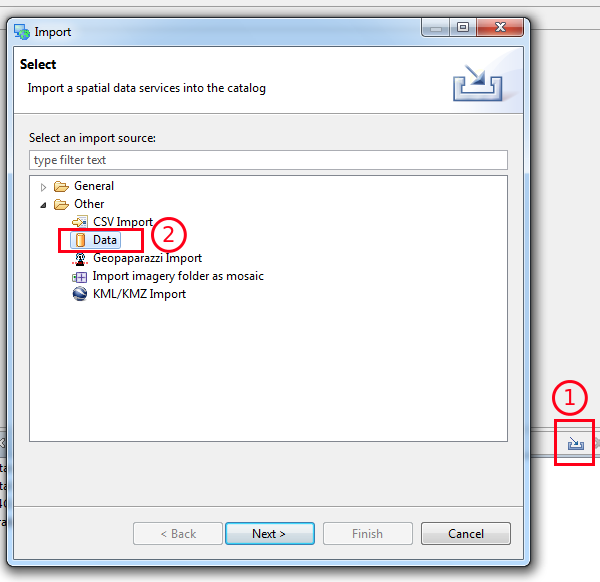 Import
Select
Import a spatial data services into the catalog
Select an import source:
type filter text
General
Other
CSV Import
2
Data
Geopaparazzi Import
Import imagery folder as mosaic
KML/KMZ Import
1
< Back
Next >
Finish
Cancel